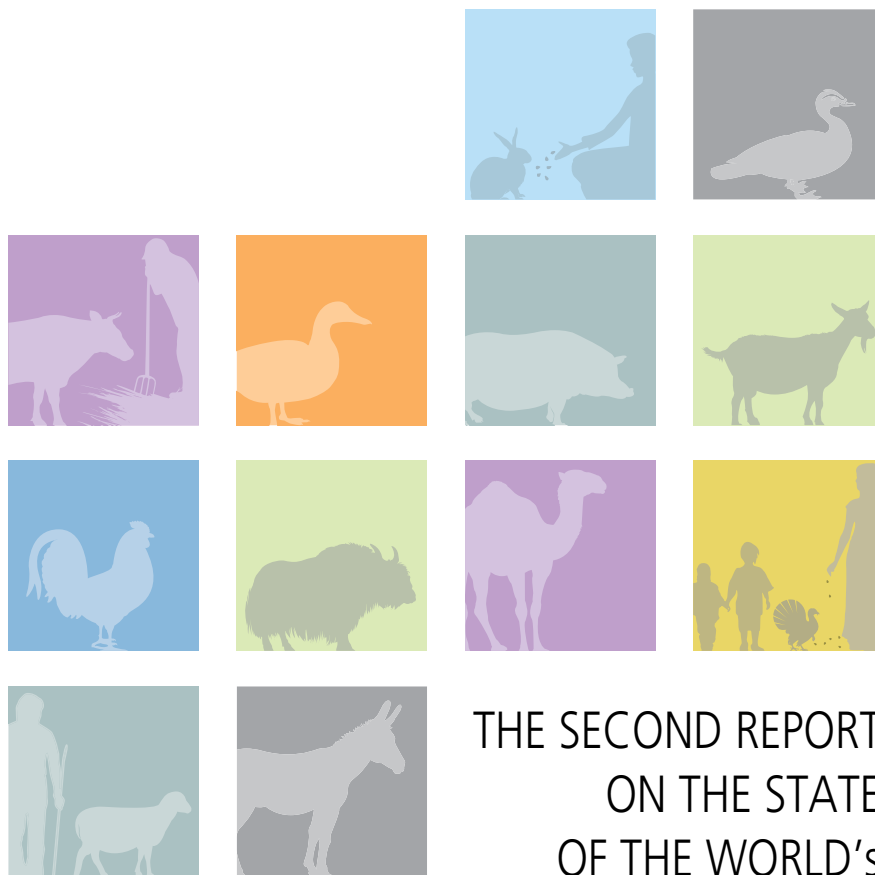 THE SECOND REPORT
ON THE STATE
OF THE WORLD's